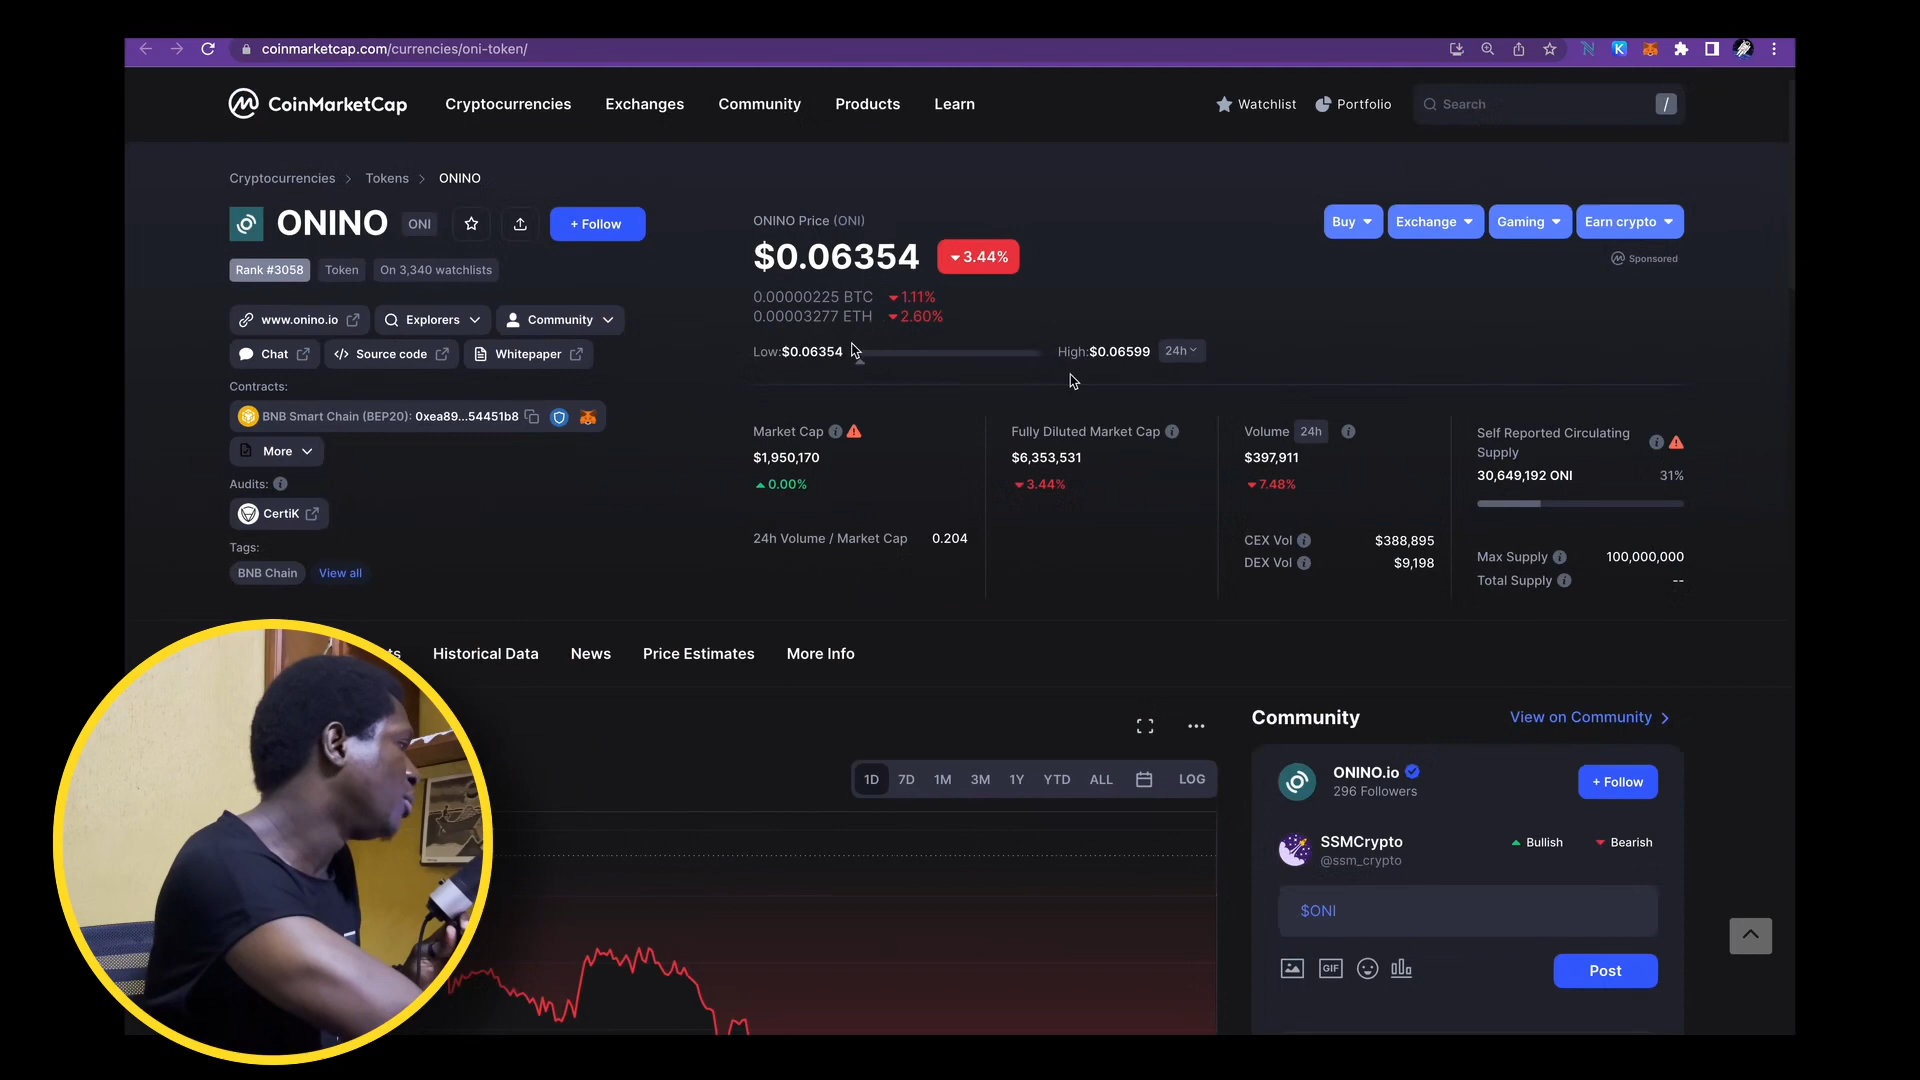 coinmarketcap.com/currencies/oni-token/
CoinMarketCap
Cryptocurrencies Exchanges Community Products Learn
Watchlist Portfolio Search /
Cryptocurrencies > Tokens > ONINO
ONINO ONI + Follow
Rank #3058 Token On 3,340 watchlists
www.onino.io Explorers Community
Chat Source code Whitepaper
Contracts:
BNB Smart Chain (BEP20): 0xea89...54451b8
More
Audits:
CertiK
Tags:
BNB Chain View all
ONINO Price (ONI)
$0.06354 3.44%
0.00000225 BTC 1.11%
0.00003277 ETH 2.60%
Low:$0.06354 High:$0.06599 24h
Buy Exchange Gaming Earn crypto
Sponsored
Market Cap
$1,950,170
0.00%
24h Volume / Market Cap 0.204
Fully Diluted Market Cap
$6,353,531
3.44%
Volume 24h
$397,911
7.48%
CEX Vol $388,895
DEX Vol $9,198
Self Reported Circulating
Supply
30,649,192 ONI 31%
Max Supply 100,000,000
Total Supply --
Historical Data News Price Estimates More Info
1D 7D 1M 3M 1Y YTD ALL LOG
Community View on Community >
ONINO.io + Follow
296 Followers
SSMCrypto Bullish Bearish
@ssm_crypto
$ONI
GIF
Post